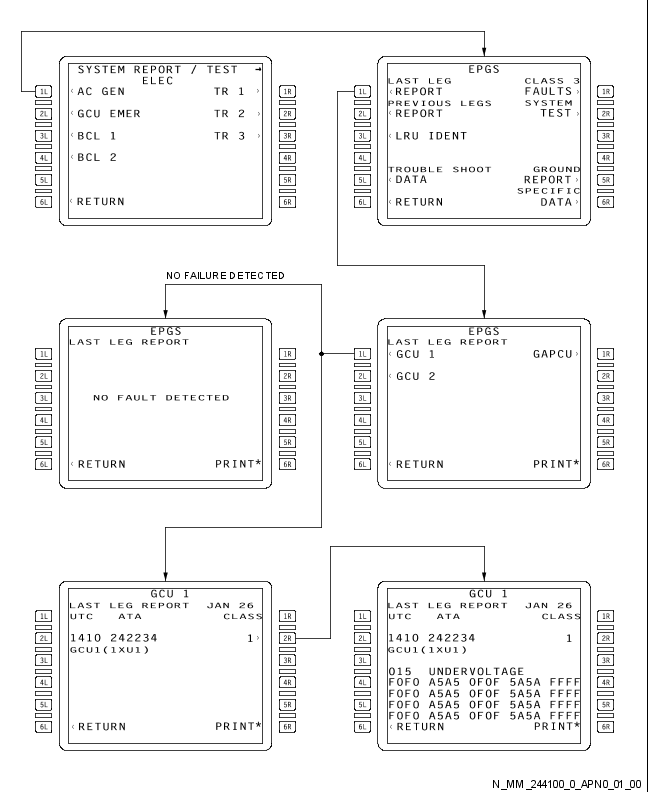 SYSTEM REPORT / TEST →
ELEC
1L ‹AC GEN TR 1 › 1R
2L ‹GCU EMER TR 2 › 2R
3L ‹BCL 1 TR 3 › 3R
4L ‹BCL 2 4R
5L 5R
6L ‹RETURN 6R
EPGS
LAST LEG CLASS 3
1L ‹REPORT FAULTS› 1R
PREVIOUS LEGS SYSTEM
2L ‹REPORT TEST› 2R
3L ‹LRU IDENT 3R
4L 4R
TROUBLE SHOOT GROUND
5L ‹DATA REPORT› 5R
SPECIFIC
6L ‹RETURN DATA› 6R
NO FAILURE DETECTED
EPGS
LAST LEG REPORT
1L 1R
2L 2R
3L NO FAULT DETECTED 3R
4L 4R
5L 5R
6L ‹RETURN PRINT* 6R
EPGS
LAST LEG REPORT
1L ‹GCU 1 GAPCU› 1R
2L ‹GCU 2 2R
3L 3R
4L 4R
5L 5R
6L ‹RETURN PRINT* 6R
GCU 1
LAST LEG REPORT JAN 26
UTC ATA CLASS
1L 1R
2L 1410 242234 1› 2R
GCU1(1XU1)
3L 3R
4L 4R
5L 5R
6L ‹RETURN PRINT* 6R
GCU 1
LAST LEG REPORT JAN 26
UTC ATA CLASS
1L 1R
2L 1410 242234 1 2R
GCU1(1XU1)
3L 3R
015 UNDERVOLTAGE
4L F0F0 A5A5 0F0F 5A5A FFFF 4R
F0F0 A5A5 0F0F 5A5A FFFF
5L F0F0 A5A5 0F0F 5A5A FFFF 5R
F0F0 A5A5 0F0F 5A5A FFFF
6L ‹RETURN PRINT* 6R
N_MM_244100_0_APN0_01_00